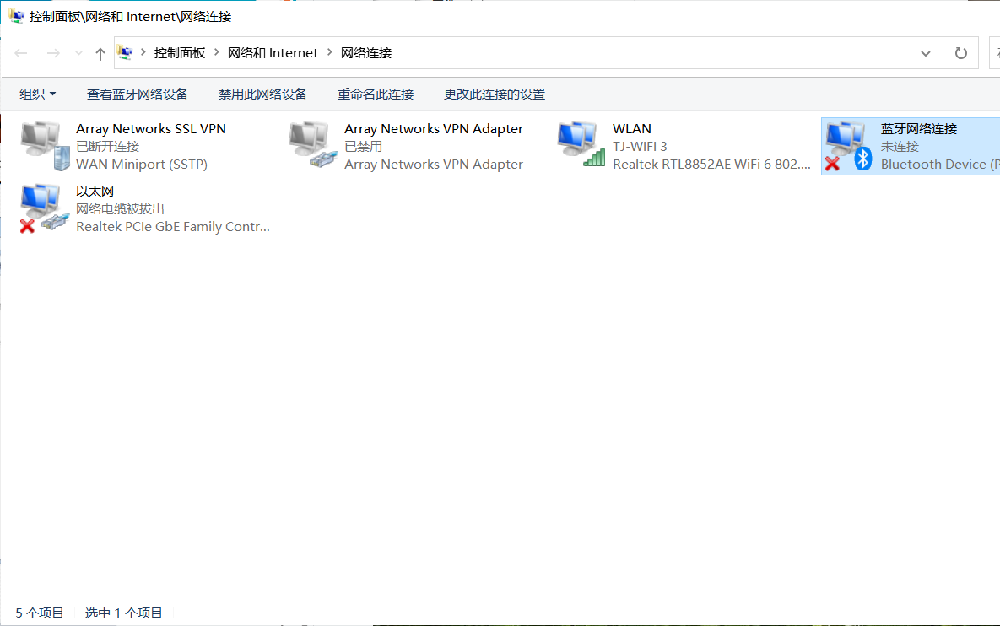 控制面板\网络和 Internet\网络连接
控制面板 网络和 Internet 网络连接
组织 查看蓝牙网络设备 禁用此网络设备 重命名此连接 更改此连接的设置
Array Networks SSL VPN
已断开连接
WAN Miniport (SSTP)
Array Networks VPN Adapter
已禁用
Array Networks VPN Adapter
WLAN
TJ-WIFI 3
Realtek RTL8852AE WiFi 6 802....
蓝牙网络连接
未连接
Bluetooth Device (P
以太网
网络电缆被拔出
Realtek PCIe GbE Family Contr...
5 个项目 选中 1 个项目